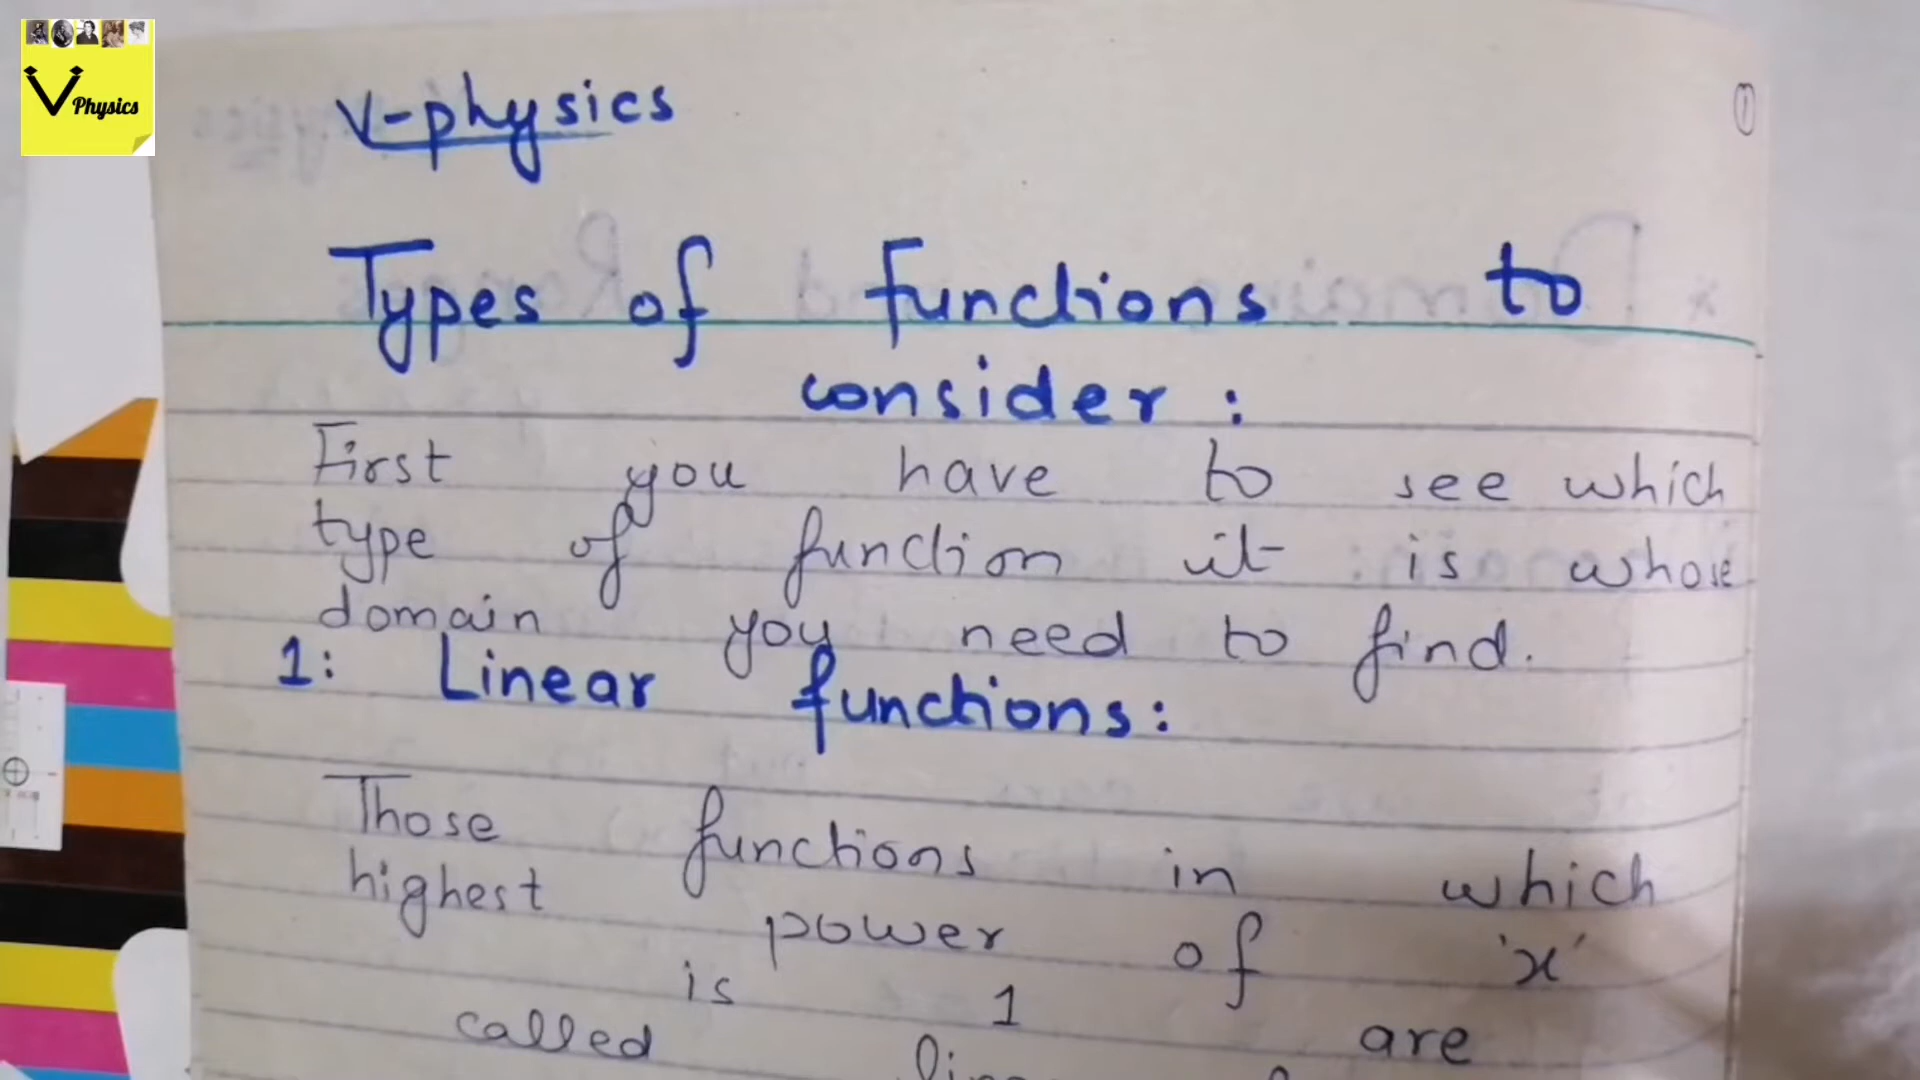 V Physics
v-physics
Types of functions to
consider:
First you have to see which
type of function it is whose
domain you need to find.
1: Linear functions:
Those functions in which
highest power of 'x'
is 1 are
called